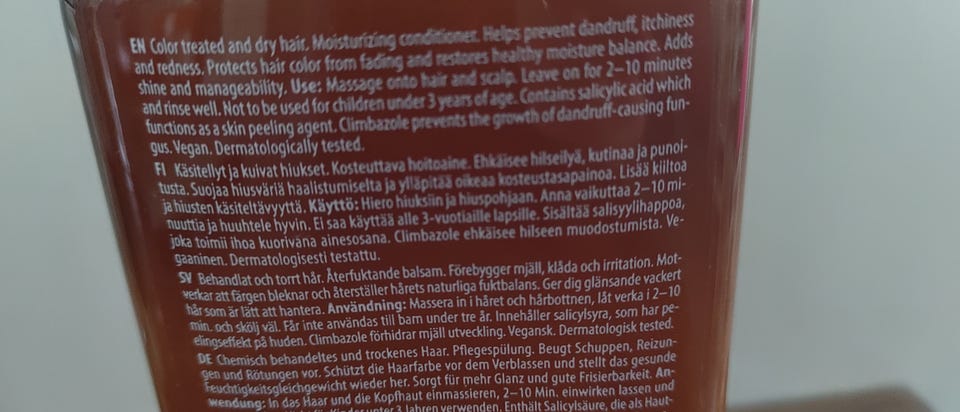 EN Color treated and dry hair. Moisturizing conditioner. Helps prevent dandruff, itchiness
and redness. Protects hair color from fading and restores healthy moisture balance. Adds
shine and manageability. Use: Massage onto hair and scalp. Leave on for 2–10 minutes
and rinse well. Not to be used for children under 3 years of age. Contains salicylic acid which
functions as a skin peeling agent. Climbazole prevents the growth of dandruff-causing fun-
gus. Vegan. Dermatologically tested.
FI Käsitellyt ja kuivat hiukset. Kosteuttava hoitoaine. Ehkäisee hilseilyä, kutinaa ja punoi-
tusta. Suojaa hiusväriä haalistumiselta ja ylläpitää oikeaa kosteustasapainoa. Lisää kiiltoa
ja hiusten käsiteltävyyttä. Käyttö: Hiero hiuksiin ja hiuspohjaan. Anna vaikuttaa 2–10 mi-
nuuttia ja huuhtele hyvin. Ei saa käyttää alle 3-vuotiaille lapsille. Sisältää salisyylihappoa,
joka toimii ihoa kuorivana ainesosana. Climbazole ehkäisee hilseen muodostumista. Ve-
gaaninen. Dermatologisesti testattu.
SV Behandlat och torrt hår. Återfuktande balsam. Förebygger mjäll, klåda och irritation. Mot-
verkar att färgen bleknar och återställer hårets naturliga fuktbalans. Ger dig glänsande vackert
hår som är lätt att hantera. Användning: Massera in i håret och hårbottnen, låt verka i 2–10
min. och skölj väl. Får inte användas till barn under tre år. Innehåller salicylsyra, som har pe-
elingseffekt på huden. Climbazole förhidrar mjäll utveckling. Vegansk. Dermatologisk tested.
DE Chemisch behandeltes und trockenes Haar. Pflegespülung. Beugt Schuppen, Reizun-
gen und Rötungen vor. Schützt die Haarfarbe vor dem Verblassen und stellt das gesunde
Feuchtigkeitsgleichgewicht wieder her. Sorgt für mehr Glanz und gute Frisierbarkeit. An-
wendung: In das Haar und die Kopfhaut einmassieren, 2–10 Min. einwirken lassen und
für Kinder unter 3 Jahren verwenden. Enthält Salicylsäure, die als Haut-